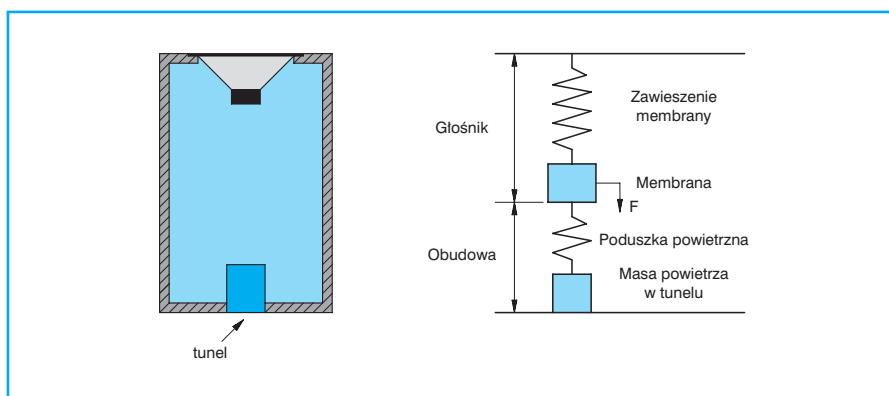 tunel
Głośnik
Obudowa
Zawieszenie
membrany
Membrana
F
Poduszka powietrzna
Masa powietrza
w tunelu